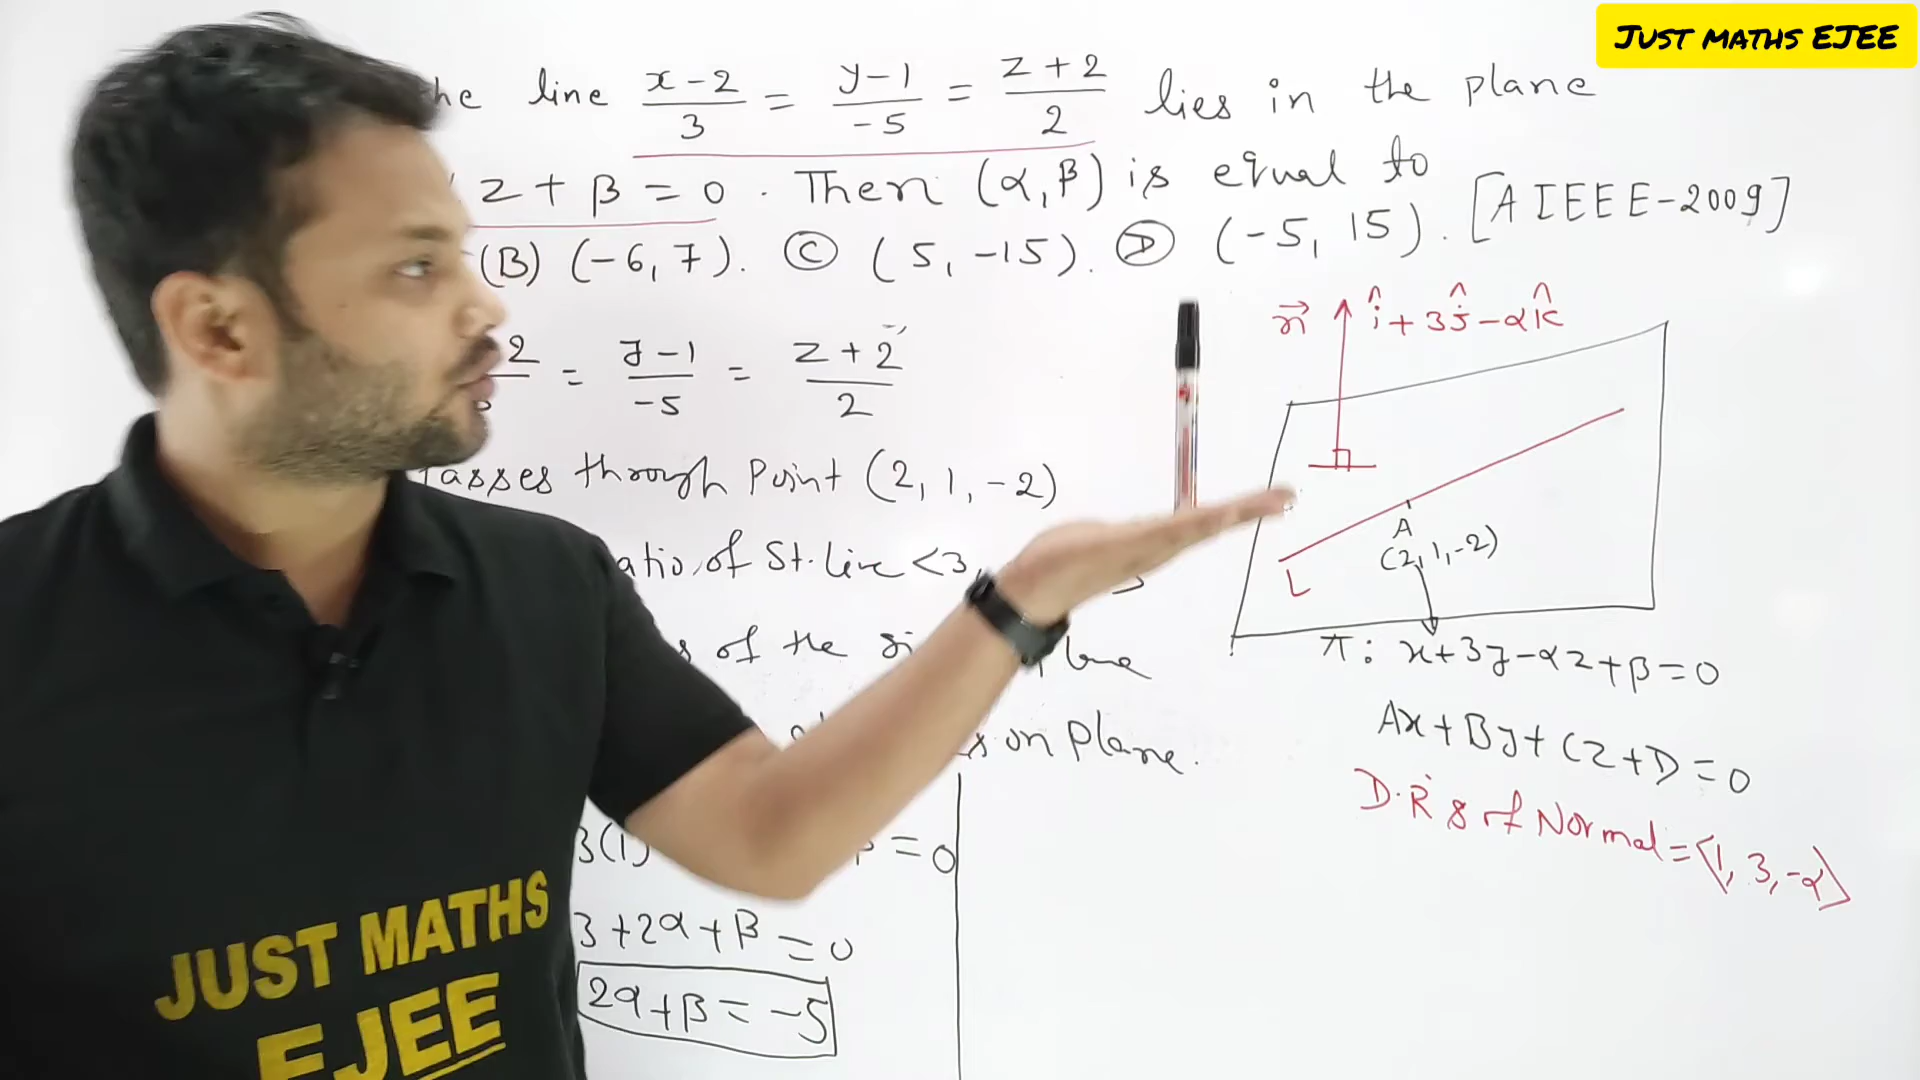 JUST MATHS EJEE
he line x-2/3 = y-1/-5 = z+2/2 lies in the plane
z + β = 0 . Then (α, β) is equal to
(B) (-6, 7). Ⓒ (5, -15). Ⓓ (-5, 15). [AIEEE-2009]
2 = y-1/-5 = z+2/2
asses through Point (2, 1, -2)
atio of St. line <3,
of the
on Plane.
3(1) = 0
3+2α+β = 0
2α+β = -5
n⃗ î + 3ĵ - αk̂
A
(2, 1, -2)
L
π: x+3y-αz+β=0
Ax+By+Cz+D=0
D.R's of Normal = <1, 3, -α>
JUST MATHS
EJEE